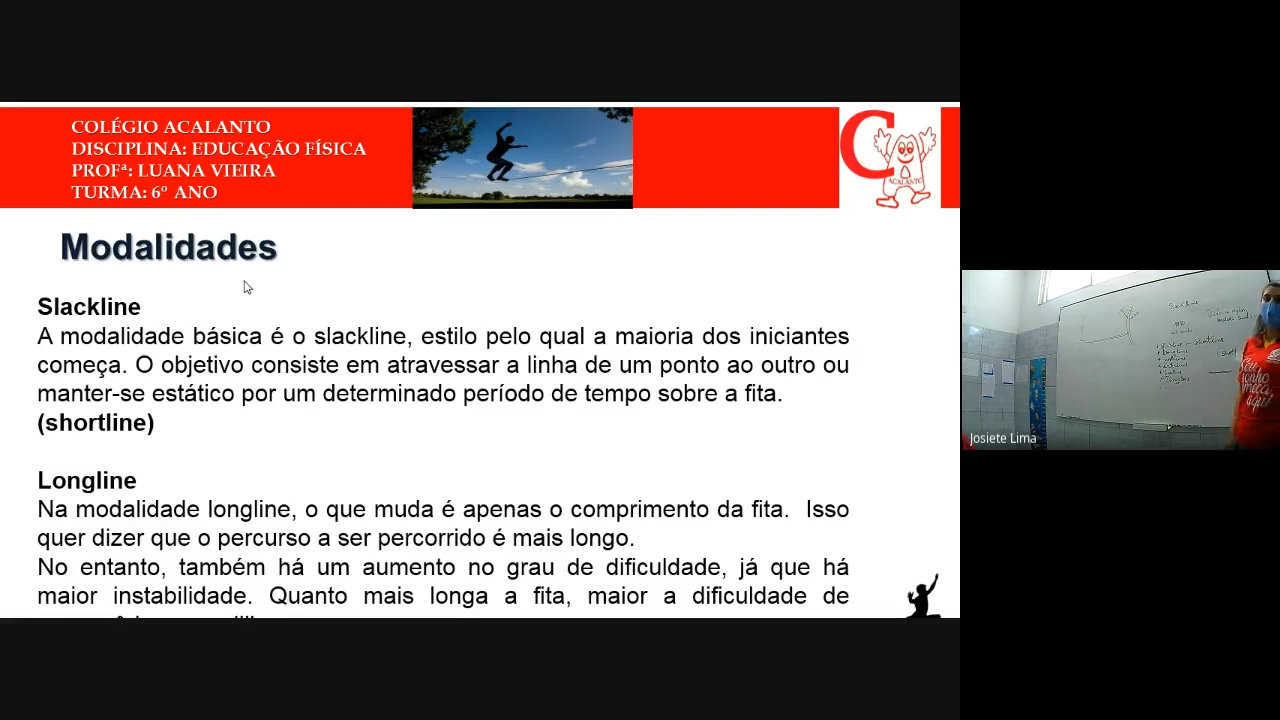 COLÉGIO ACALANTO
DISCIPLINA: EDUCAÇÃO FÍSICA
PROFª: LUANA VIEIRA
TURMA: 6º ANO
C
ACALANTO
Modalidades
Slackline
A modalidade básica é o slackline, estilo pelo qual a maioria dos iniciantes
começa. O objetivo consiste em atravessar a linha de um ponto ao outro ou
manter-se estático por um determinado período de tempo sobre a fita.
(shortline)
Longline
Na modalidade longline, o que muda é apenas o comprimento da fita.  Isso
quer dizer que o percurso a ser percorrido é mais longo.
No entanto, também há um aumento no grau de dificuldade, já que há
maior instabilidade. Quanto mais longa a fita, maior a dificuldade de
Slackline
Josiete Lima